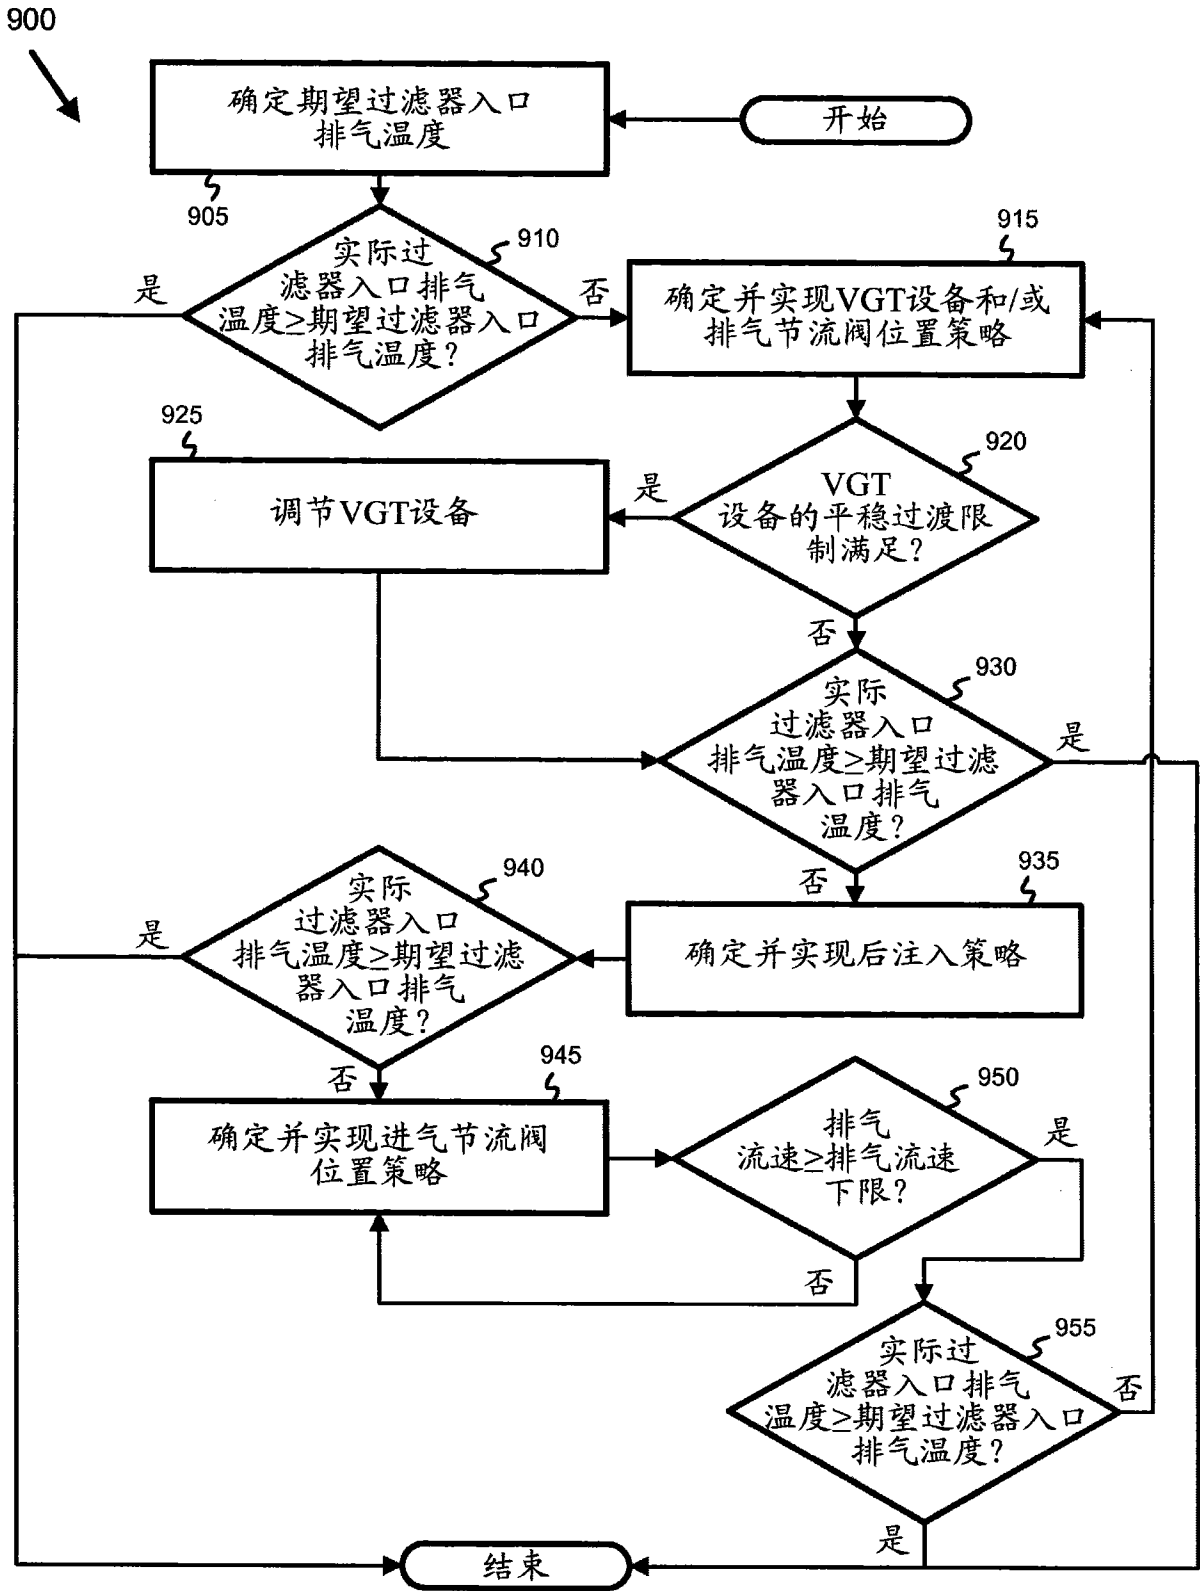 900
确定期望过滤器入口
排气温度
开始
905
910
实际过
滤器入口排气
温度≥期望过滤器入口
排气温度？
是
否
915
确定并实现VGT设备和/或
排气节流阀位置策略
925
调节VGT设备
是
920
VGT
设备的平稳过渡限
制满足？
否
930
实际
过滤器入口
排气温度≥期望过滤
器入口排气
温度？
是
否
935
确定并实现后注入策略
940
实际
过滤器入口
排气温度≥期望过滤
器入口排气
温度？
是
否
945
确定并实现进气节流阀
位置策略
950
排气
流速≥排气流速
下限？
是
否
955
实际过
滤器入口排气
温度≥期望过滤器入口
排气温度？
否
是
结束